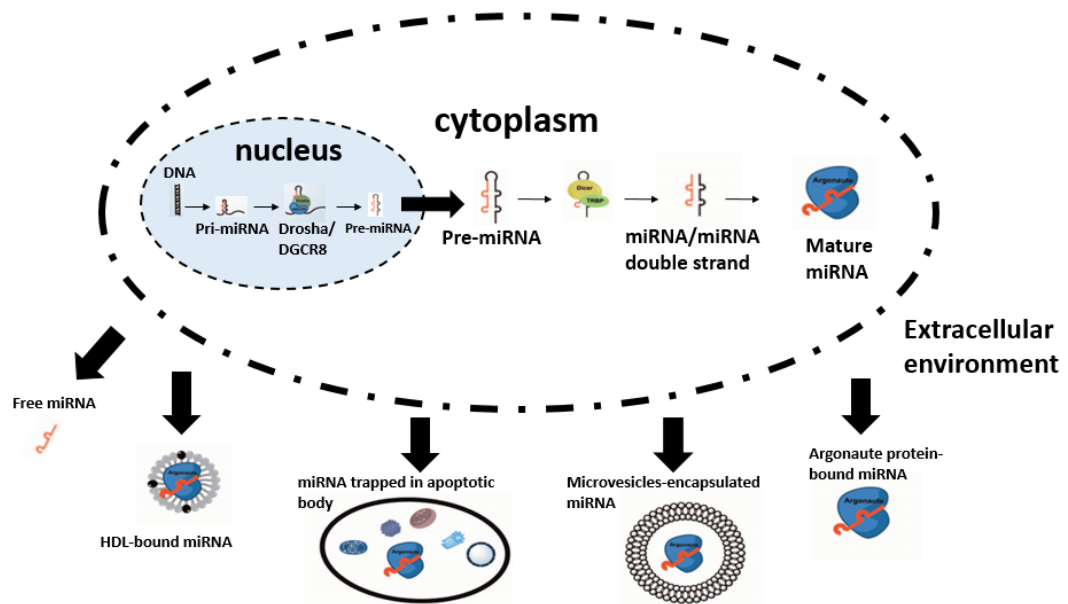 cytoplasm
nucleus
DNA
Pri-miRNA
Drosha/
DGCR8
Pre-miRNA
Pre-miRNA
Dicer
TRBP
miRNA/miRNA
double strand
Argonaute
Mature
miRNA
Extracellular
environment
Free miRNA
Argonaute
HDL-bound miRNA
miRNA trapped in apoptotic
body
Argonaute
Microvesicles-encapsulated
miRNA
Argonaute
Argonaute protein-
bound miRNA
Argonaute